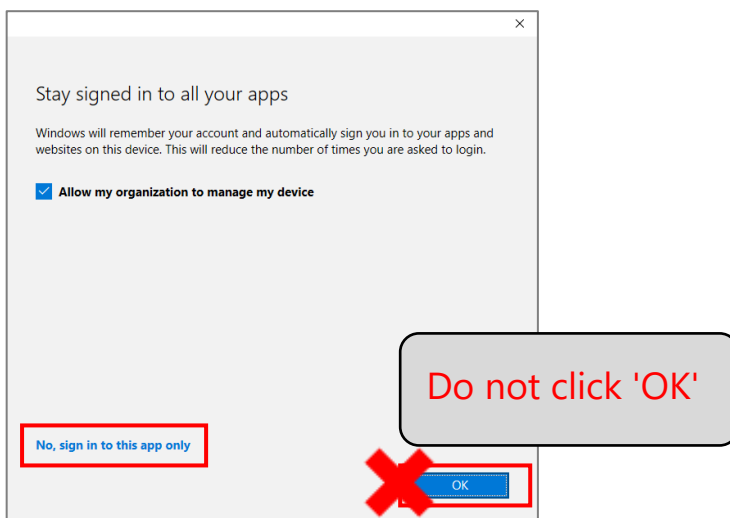 Stay signed in to all your apps
Windows will remember your account and automatically sign you in to your apps and
websites on this device. This will reduce the number of times you are asked to login.
Allow my organization to manage my device
Do not click 'OK'
No, sign in to this app only
OK